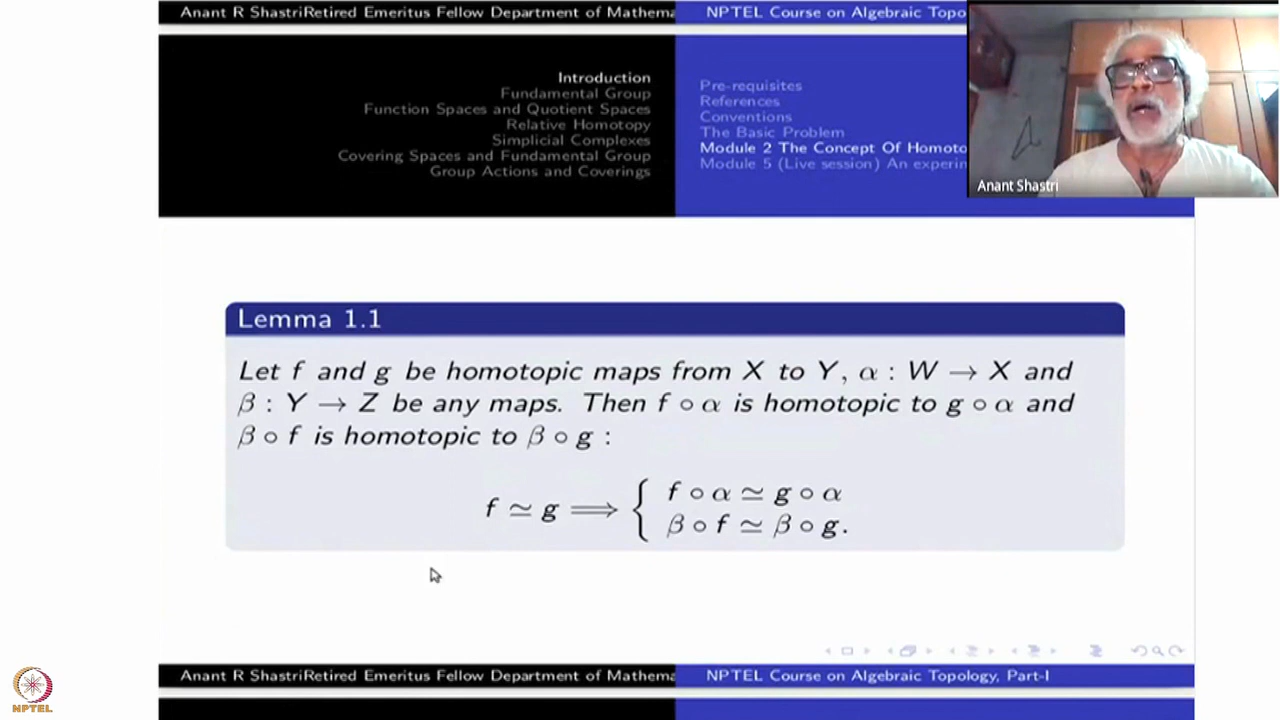 Anant R ShastriRetired Emeritus Fellow Department of Mathema
NPTEL Course on Algebraic Topo
Introduction
Fundamental Group
Function Spaces and Quotient Spaces
Relative Homotopy
Simplicial Complexes
Covering Spaces and Fundamental Group
Group Actions and Coverings
Pre-requisites
References
Conventions
The Basic Problem
Module 2 The Concept Of Homoto
Module 5 (Live session) An experin
Anant Shastri
Lemma 1.1
Let f and g be homotopic maps from X to Y, α : W → X and
β : Y → Z be any maps. Then f ∘ α is homotopic to g ∘ α and
β ∘ f is homotopic to β ∘ g :
f ≃ g ⟹ { f ∘ α ≃ g ∘ α
β ∘ f ≃ β ∘ g.
Anant R ShastriRetired Emeritus Fellow Department of Mathema
NPTEL Course on Algebraic Topology, Part-I
NPTEL